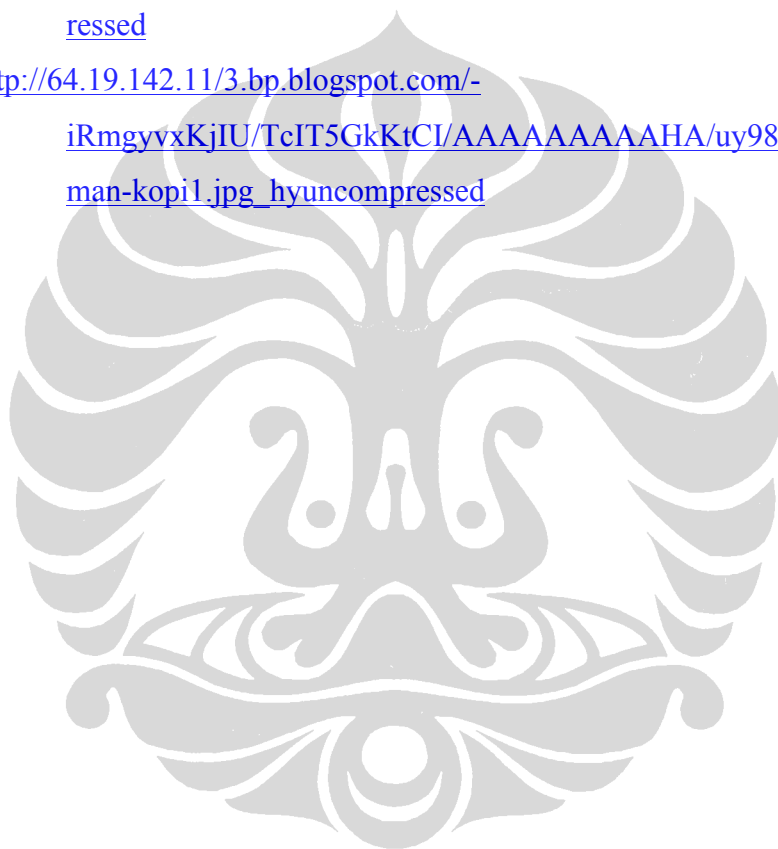 ressed
tp://64.19.142.11/3.bp.blogspot.com/-
iRmgyvxKjIU/TcIT5GkKtCI/AAAAAAAAAHA/uy98
man-kopi1.jpg_hyuncompressed